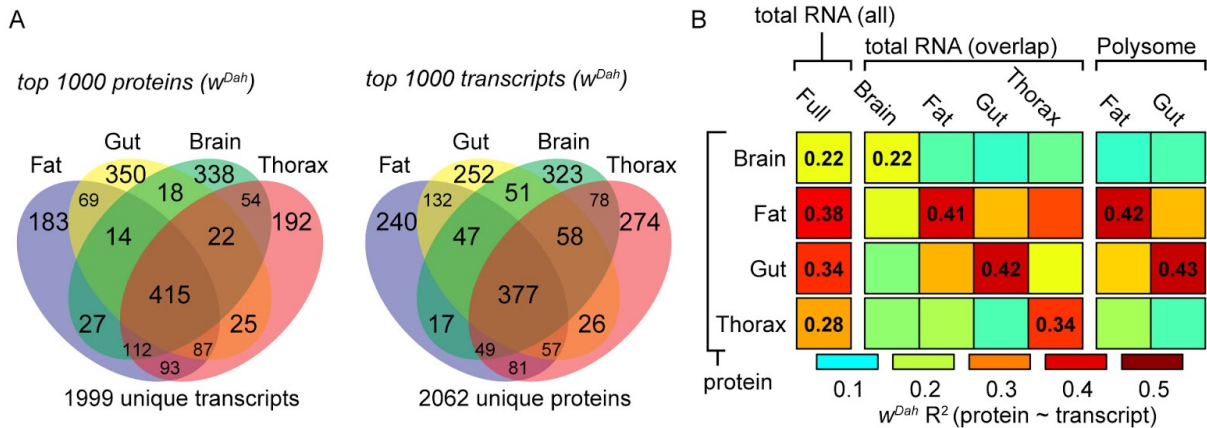 A
top 1000 proteins (w^Dah)
Gut Brain
Fat Thorax
350 338
18
69 54
183 192
14 22
415
27 25
112 87
93
1999 unique transcripts
top 1000 transcripts (w^Dah)
Gut Brain
Fat Thorax
252 323
51
132 78
240 274
47 58
377
17 26
49 57
81
2062 unique proteins
B
total RNA (all)
total RNA (overlap) Polysome
Full Brain Fat Gut Thorax Fat Gut
Brain 0.22 0.22
Fat 0.38 0.41 0.42
Gut 0.34 0.42 0.43
Thorax 0.28 0.34
protein
0.1 0.2 0.3 0.4 0.5
w^Dah R² (protein ~ transcript)